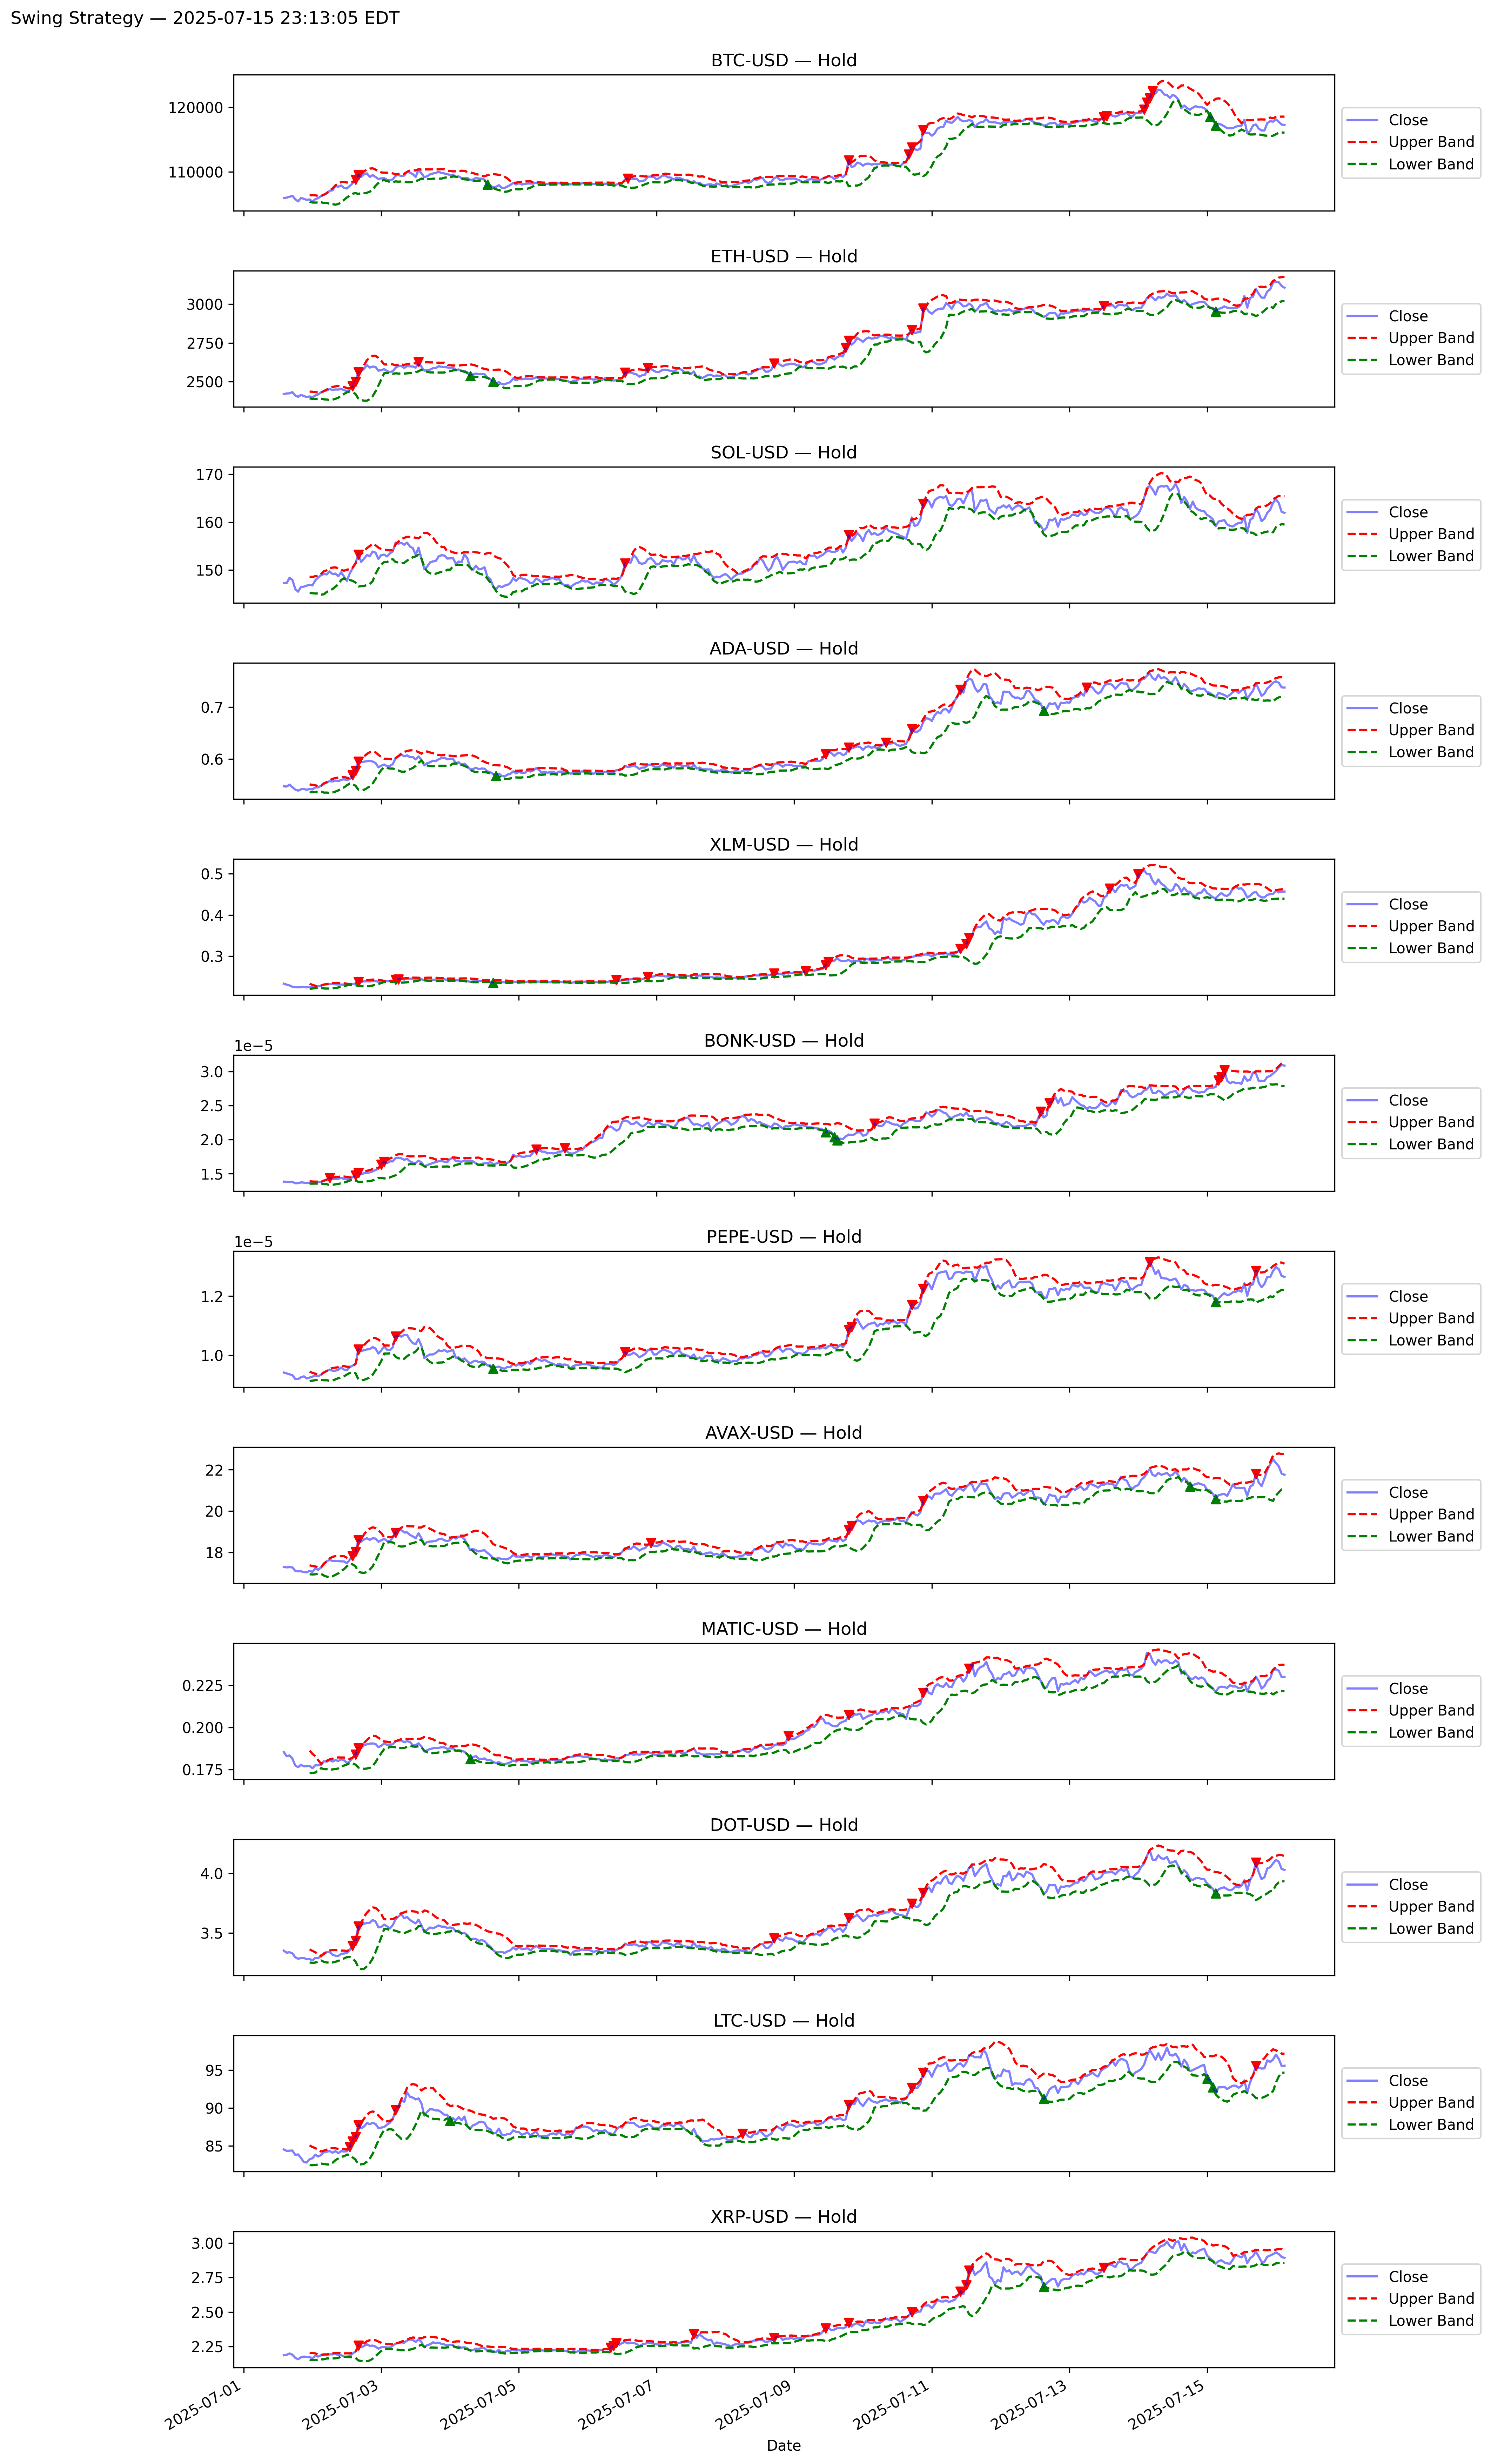 Swing Strategy — 2025-07-15 23:13:05 EDT
BTC-USD — Hold
120000
110000
Close
Upper Band
Lower Band
ETH-USD — Hold
3000
2750
2500
Close
Upper Band
Lower Band
SOL-USD — Hold
170
160
150
Close
Upper Band
Lower Band
ADA-USD — Hold
0.7
0.6
Close
Upper Band
Lower Band
XLM-USD — Hold
0.5
0.4
0.3
Close
Upper Band
Lower Band
BONK-USD — Hold
1e−5
3.0
2.5
2.0
1.5
Close
Upper Band
Lower Band
PEPE-USD — Hold
1e−5
1.2
1.0
Close
Upper Band
Lower Band
AVAX-USD — Hold
22
20
18
Close
Upper Band
Lower Band
MATIC-USD — Hold
0.225
0.200
0.175
Close
Upper Band
Lower Band
DOT-USD — Hold
4.0
3.5
Close
Upper Band
Lower Band
LTC-USD — Hold
95
90
85
Close
Upper Band
Lower Band
XRP-USD — Hold
3.00
2.75
2.50
2.25
Close
Upper Band
Lower Band
2025-07-01
2025-07-03
2025-07-05
2025-07-07
2025-07-09
2025-07-11
2025-07-13
2025-07-15
Date